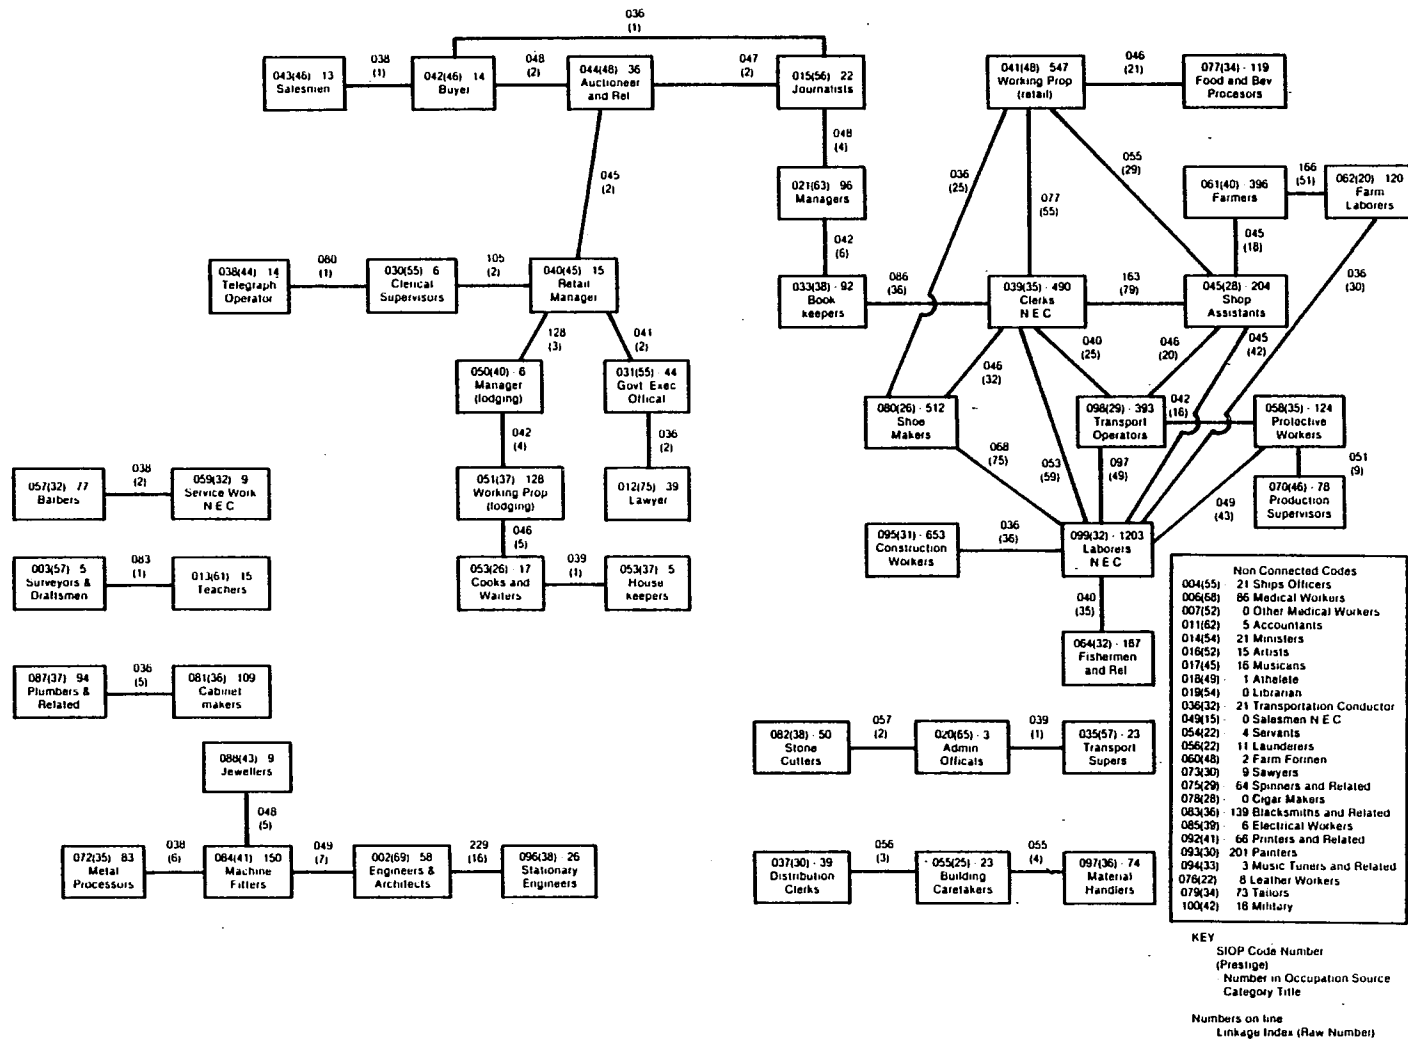 036
(1)
043(46) 13
Salesmen
038
(1)
042(46) 14
Buyer
048
(2)
044(48) 36
Auctioneer
and Rel
047
(2)
015(56) 22
Journalists
041(48) 547
Working Prop
(retail)
046
(21)
077(34) · 119
Food and Bev
Procesors
048
(4)
045
(2)
036
(25)
077
(55)
055
(29)
021(63) 96
Managers
061(40) · 396
Farmers
166
(51)
062(20) 120
Farm
Laborers
042
(6)
045
(18)
036
(30)
038(44) 14
Telegraph
Operator
080
(1)
030(55) 6
Clerical
Supervisors
105
(2)
040(45) 15
Retail
Manager
033(38) · 92
Book
keepers
086
(36)
039(35) · 490
Clerks
N E C
163
(79)
045(28) · 204
Shop
Assistants
128
(3)
041
(2)
046
(32)
040
(25)
046
(20)
045
(42)
050(40) · 6
Manager
(lodging)
031(55) · 44
Govt Exec
Offical
080(26) · 512
Shoe
Makers
098(29) · 393
Transport
Operators
042
(16)
058(35) · 124
Protective
Workers
042
(4)
036
(2)
068
(75)
053
(59)
097
(49)
049
(43)
051
(9)
057(32) 77
Barbers
038
(2)
059(32) 9
Service Work
N E C
051(37) 128
Working Prop
(lodging)
012(75) 39
Lawyer
070(46) · 78
Production
Supervisors
046
(5)
095(31) · 653
Construction
Workers
036
(36)
099(32) · 1203
Laborers
N E C
003(57) 5
Surveyors &
Draftsmen
083
(1)
013(61) 15
Teachers
053(26) · 17
Cooks and
Waiters
039
(1)
053(37) 5
House
keepers
040
(35)
064(32) · 167
Fishermen
and Rel
087(37) 94
Plumbers &
Related
036
(5)
081(36) 109
Cabinet
makers
082(38) · 50
Stone
Cutters
057
(2)
020(65) · 3
Admin
Officals
039
(1)
035(57) · 23
Transport
Supers
088(43) 9
Jewellers
048
(5)
072(35) 83
Metal
Processors
038
(6)
084(41) 150
Machine
Fitters
049
(7)
002(69) 58
Engineers &
Architects
229
(16)
096(38) · 26
Stationary
Engineers
037(30) · 39
Distribution
Clerks
056
(3)
055(25) · 23
Building
Caretakers
055
(4)
097(36) · 74
Material
Handlers
Non Connected Codes
004(55) · 21 Ships Officers
006(68) 86 Medical Workers
007(52) 0 Other Medical Workers
011(62) 5 Accountants
014(54) 21 Ministers
016(52) 15 Artists
017(45) 16 Musicans
018(49) · 1 Athelete
019(54) 0 Librarian
036(32) · 21 Transportation Conductor
049(15) · 0 Salesmen N E C
054(22) · 4 Servants
056(22) 11 Launderers
060(48) · 2 Farm Formen
073(30) 9 Sawyers
075(29) · 64 Spinners and Related
078(28) · 0 Cigar Makers
083(36) · 139 Blacksmiths and Related
085(39) · 6 Electrical Workers
092(41) · 66 Printers and Related
093(30) 201 Painters
094(33) 3 Music Tuners and Related
076(22) 8 Leather Workers
079(34) 73 Tailors
100(42) 16 Military
KEY
SIOP Code Number
(Prestige)
Number in Occupation Source
Category Title
Numbers on line
Linkage Index (Raw Number)